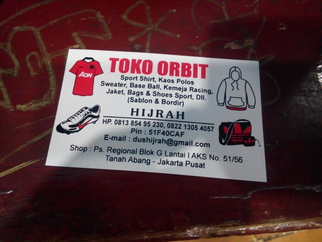 TOKO ORBIT
Sport Shirt, Kaos Polos
Sweater, Base Ball, Kemeja Racing,
Jaket, Bags & Shoes Sport, Dll.
(Sablon & Bordir)
HIJRAH
HP. 0813 854 95 230, 0822 1305 4057
Pin : 51F40CAF
E-mail : dushijrah@gmail.com
Shop : Ps. Regional Blok G Lantai I AKS No. 51/56
Tanah Abang - Jakarta Pusat
AON